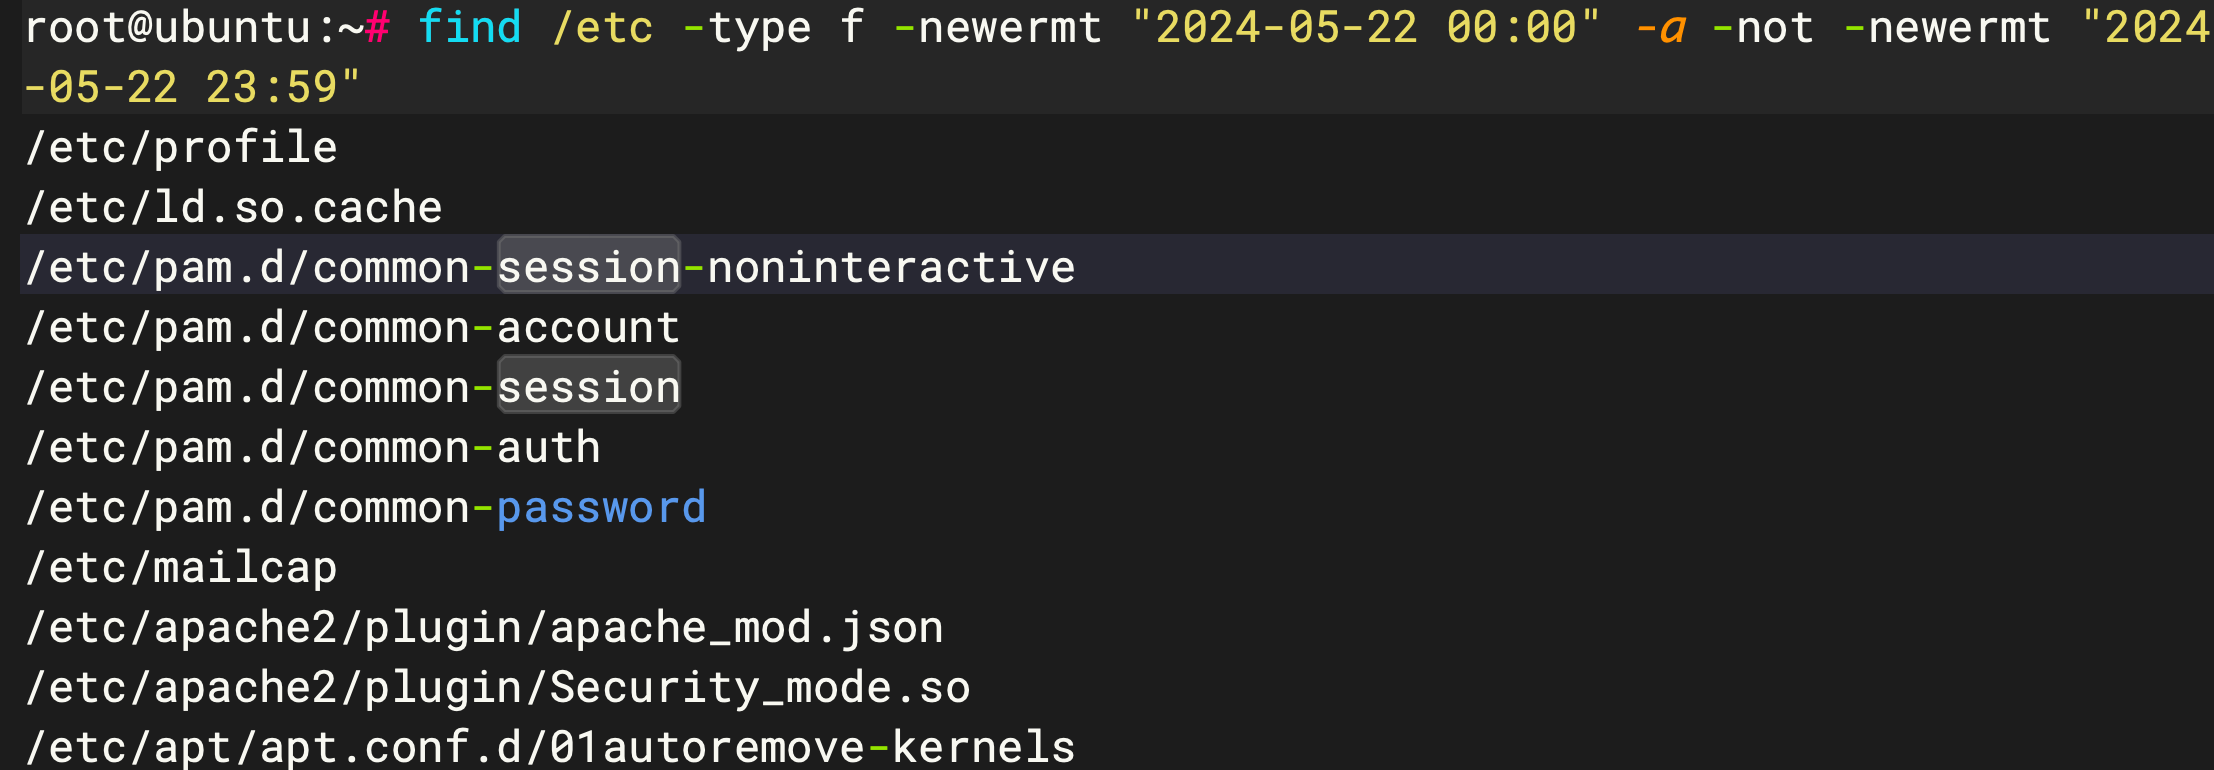 root@ubuntu:~# find /etc -type f -newermt "2024-05-22 00:00" -a -not -newermt "2024
-05-22 23:59"
/etc/profile
/etc/ld.so.cache
/etc/pam.d/common-session-noninteractive
/etc/pam.d/common-account
/etc/pam.d/common-session
/etc/pam.d/common-auth
/etc/pam.d/common-password
/etc/mailcap
/etc/apache2/plugin/apache_mod.json
/etc/apache2/plugin/Security_mode.so
/etc/apt/apt.conf.d/01autoremove-kernels